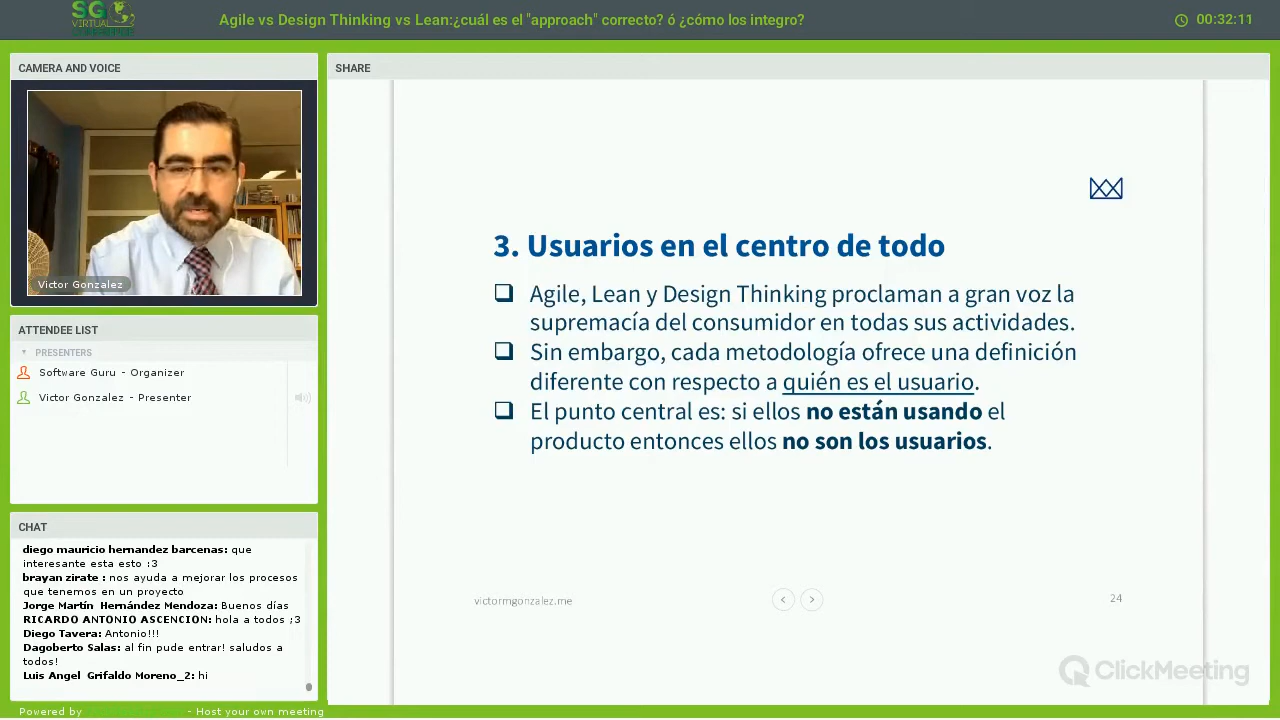 SG
VIRTUAL
CONFERENCE
Agile vs Design Thinking vs Lean:¿cuál es el "approach" correcto? ó ¿cómo los integro?
00:32:11
CAMERA AND VOICE
Victor Gonzalez
ATTENDEE LIST
PRESENTERS
Software Guru - Organizer
Victor Gonzalez - Presenter
CHAT
diego mauricio hernandez barcenas: que
interesante esta esto :3
brayan zirate : nos ayuda a mejorar los procesos
que tenemos en un proyecto
Jorge Martín Hernández Mendoza: Buenos días
RICARDO ANTONIO ASCENCION: hola a todos ;3
Diego Tavera: Antonio!!!
Dagoberto Salas: al fin pude entrar! saludos a
todos!
Luis Angel Grifaldo Moreno_2: hi
Powered by - Host your own meeting
SHARE
3. Usuarios en el centro de todo
Agile, Lean y Design Thinking proclaman a gran voz la
supremacía del consumidor en todas sus actividades.
Sin embargo, cada metodología ofrece una definición
diferente con respecto a quién es el usuario.
El punto central es: si ellos no están usando el
producto entonces ellos no son los usuarios.
victormgonzalez.me
24
ClickMeeting